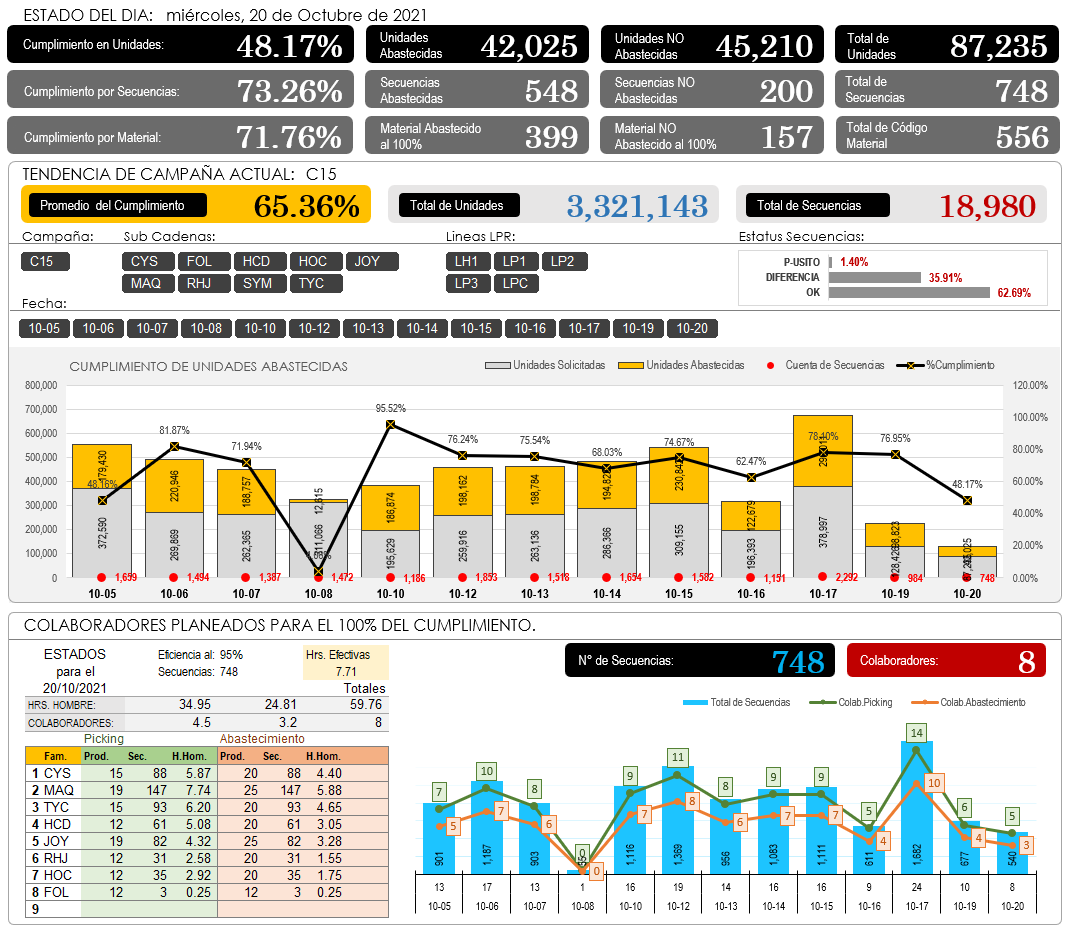 ESTADO DEL DIA: miércoles, 20 de Octubre de 2021
Cumplimiento en Unidades: 48.17%
Unidades Abastecidas 42,025
Unidades NO Abastecidas 45,210
Total de Unidades 87,235
Cumplimiento por Secuencias: 73.26%
Secuencias Abastecidas 548
Secuencias NO Abastecidas 200
Total de Secuencias 748
Cumplimiento por Material: 71.76%
Material Abastecido al 100% 399
Material NO Abastecido al 100% 157
Total de Código Material 556
TENDENCIA DE CAMPAÑA ACTUAL: C15
Promedio del Cumplimiento 65.36%
Total de Unidades 3,321,143
Total de Secuencias 18,980
Campaña: Sub Cadenas: Lineas LPR: Estatus Secuencias:
C15 CYS FOL HCD HOC JOY LH1 LP1 LP2
MAQ RHJ SYM TYC LP3 LPC
P-USITO 1.40%
DIFERENCIA 35.91%
OK 62.69%
Fecha:
10-05 10-06 10-07 10-08 10-10 10-12 10-13 10-14 10-15 10-16 10-17 10-19 10-20
CUMPLIMIENTO DE UNIDADES ABASTECIDAS
Unidades Solicitadas Unidades Abastecidas Cuenta de Secuencias %Cumplimiento
800,000 700,000 600,000 500,000 400,000 300,000 200,000 100,000 0
120.00% 100.00% 80.00% 60.00% 40.00% 20.00% 0.00%
48.16% 81.87% 71.94% 95.52% 76.24% 75.54% 68.03% 74.67% 62.47% 78.40% 76.95% 48.17%
179,430 220,946 188,757 12,615 186,874 198,162 198,784 194,828 230,842 122,679 98,823 42,025
372,590 269,869 262,365 311,086 195,629 259,916 263,136 286,366 309,155 196,393 378,997 87,235
1,659 1,494 1,387 1,472 1,186 1,853 1,518 1,654 1,582 1,151 2,292 984 748
10-05 10-06 10-07 10-08 10-10 10-12 10-13 10-14 10-15 10-16 10-17 10-19 10-20
COLABORADORES PLANEADOS PARA EL 100% DEL CUMPLIMIENTO.
ESTADOS para el 20/10/2021
Eficiencia al: 95%
Secuencias: 748
Hrs. Efectivas
7.71
Totales
HRS. HOMBRE: 34.95 24.81 59.76
COLABORADORES: 4.5 3.2 8
Picking Abastecimiento
Fam. Prod. Sec. H.Hom. Prod. Sec. H.Hom.
1 CYS 15 88 5.87 20 88 4.40
2 MAQ 19 147 7.74 25 147 5.88
3 TYC 15 93 6.20 20 93 4.65
4 HCD 12 61 5.08 20 61 3.05
5 JOY 19 82 4.32 25 82 3.28
6 RHJ 12 31 2.58 20 31 1.55
7 HOC 12 35 2.92 20 35 1.75
8 FOL 12 3 0.25 12 3 0.25
9
N° de Secuencias: 748
Colaboradores: 8
Total de Secuencias Colab.Picking Colab.Abastecimiento
7 10 8 0 9 11 8 9 9 5 14 6 5
5 7 6 0 7 8 6 7 7 4 10 4 3
901 1,187 903 1,116 1,369 956 1,083 1,111 611 1,682 677 540
13 17 13 1 16 19 14 16 16 9 24 10 8
10-05 10-06 10-07 10-08 10-10 10-12 10-13 10-14 10-15 10-16 10-17 10-19 10-20